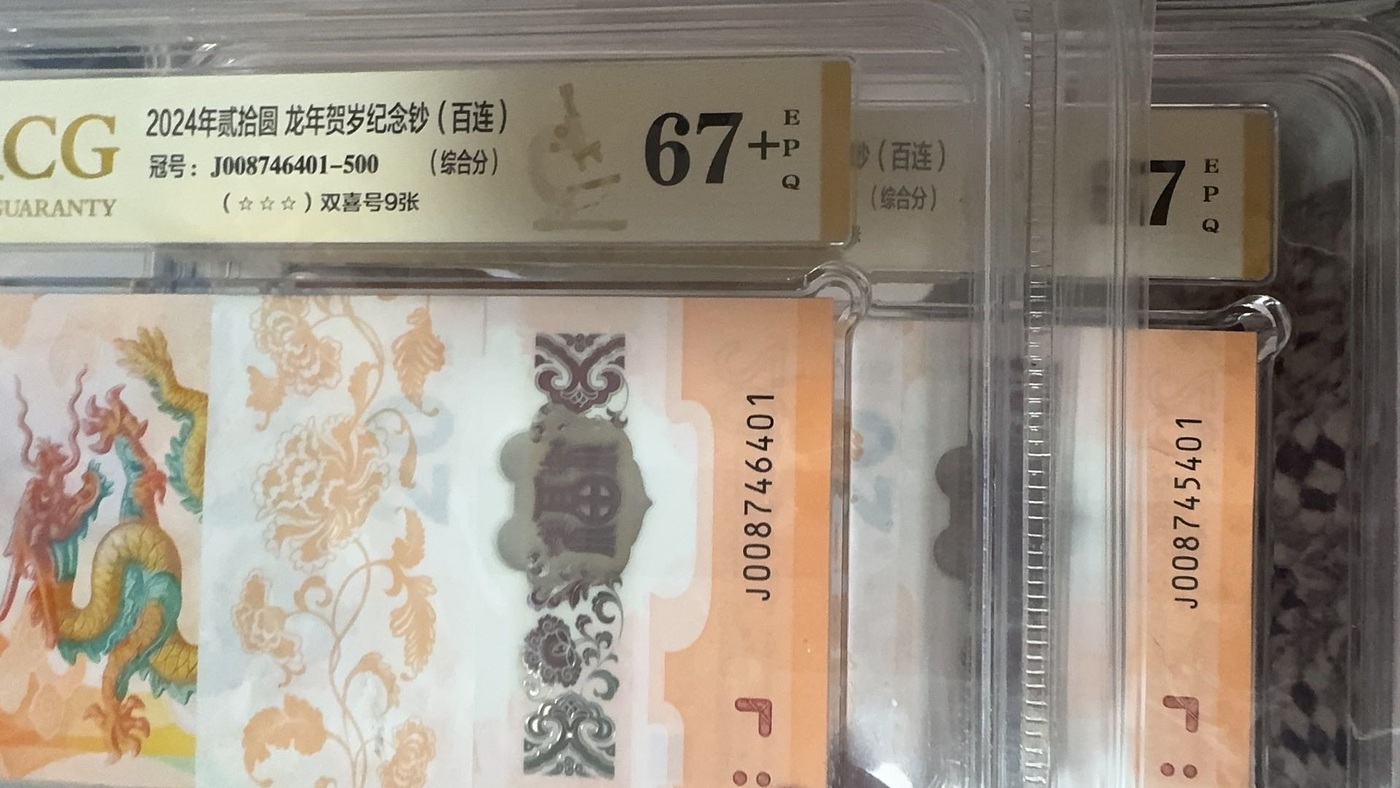 CG
GUARANTY
2024年贰拾圆 龙年贺岁纪念钞（百连）
冠号：J008746401-500 （综合分）
（☆☆☆）双喜号9张
67+
E
P
Q
钞（百连）
（综合分）
7
E
P
Q
J008746401
J008745401